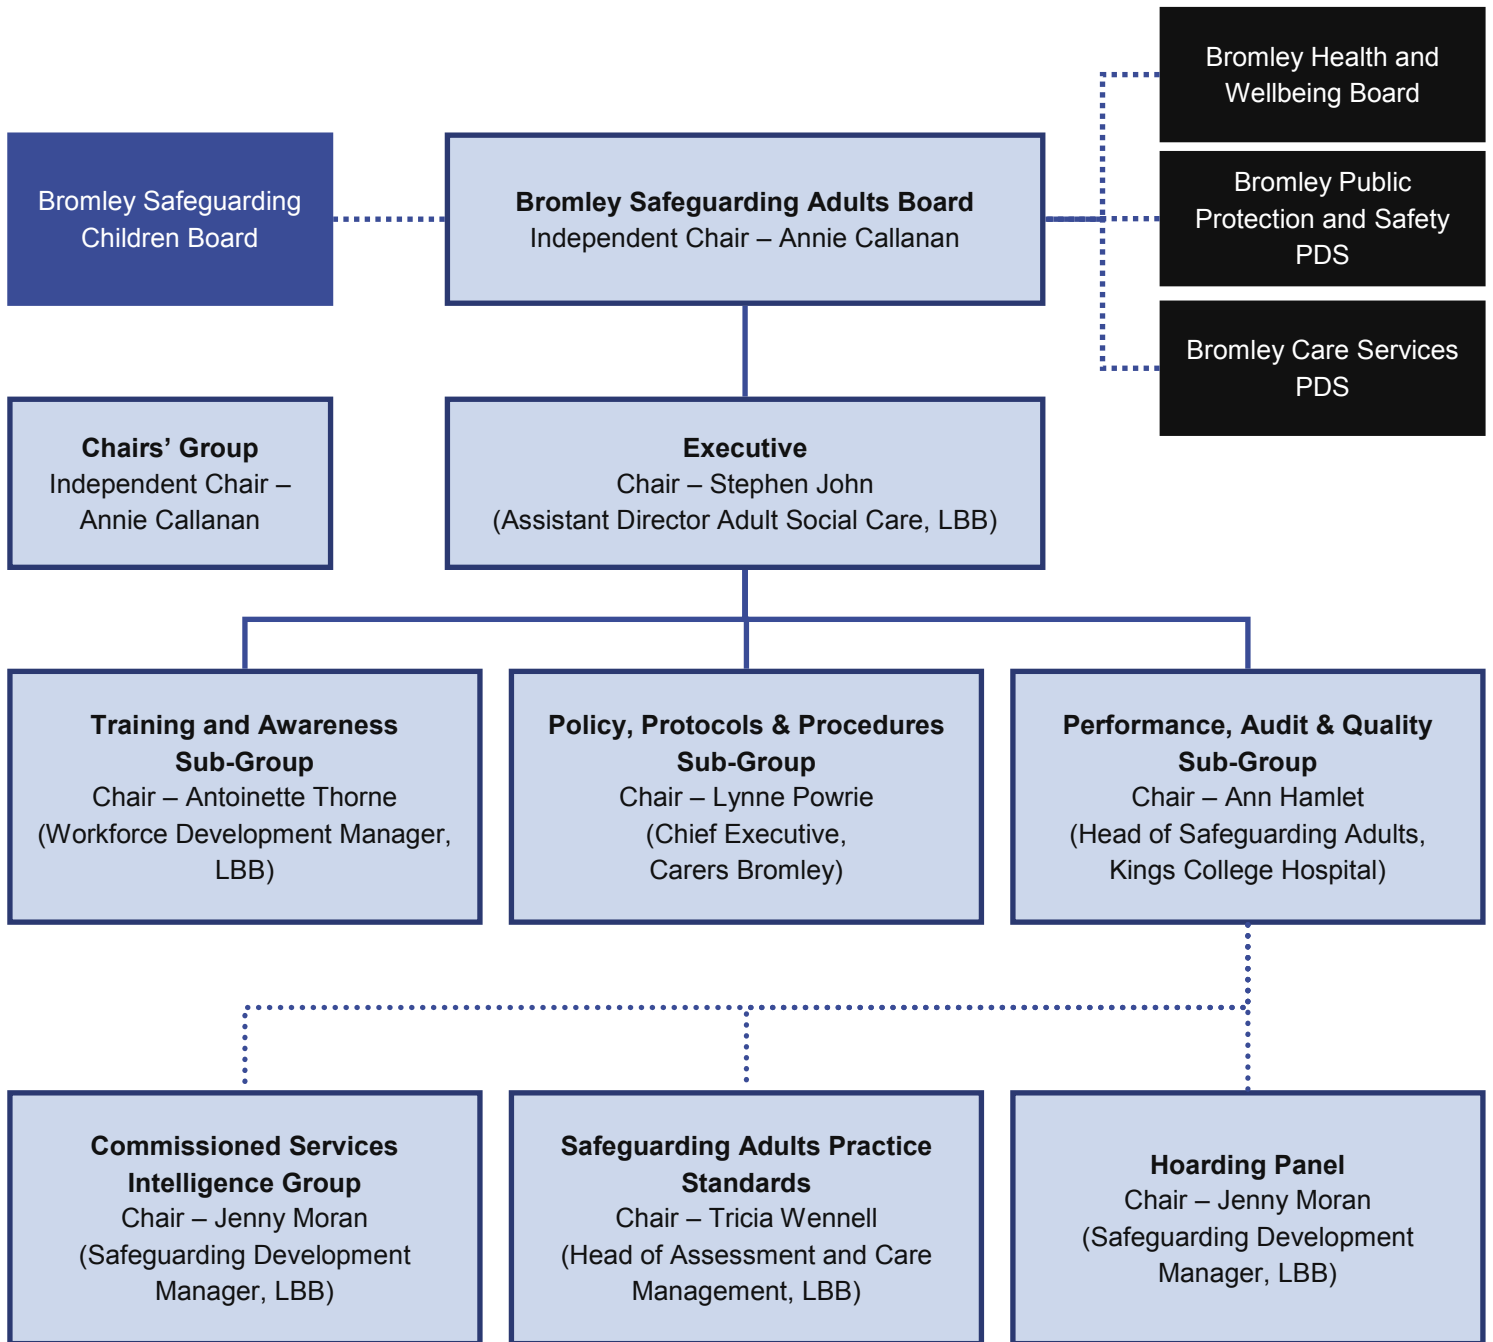 Bromley Health and
Wellbeing Board
Bromley Safeguarding
Children Board
Bromley Safeguarding Adults Board
Independent Chair – Annie Callanan
Bromley Public
Protection and Safety
PDS
Bromley Care Services
PDS
Chairs’ Group
Independent Chair –
Annie Callanan
Executive
Chair – Stephen John
(Assistant Director Adult Social Care, LBB)
Training and Awareness
Sub-Group
Chair – Antoinette Thorne
(Workforce Development Manager,
LBB)
Policy, Protocols & Procedures
Sub-Group
Chair – Lynne Powrie
(Chief Executive,
Carers Bromley)
Performance, Audit & Quality
Sub-Group
Chair – Ann Hamlet
(Head of Safeguarding Adults,
Kings College Hospital)
Commissioned Services
Intelligence Group
Chair – Jenny Moran
(Safeguarding Development
Manager, LBB)
Safeguarding Adults Practice
Standards
Chair – Tricia Wennell
(Head of Assessment and Care
Management, LBB)
Hoarding Panel
Chair – Jenny Moran
(Safeguarding Development
Manager, LBB)